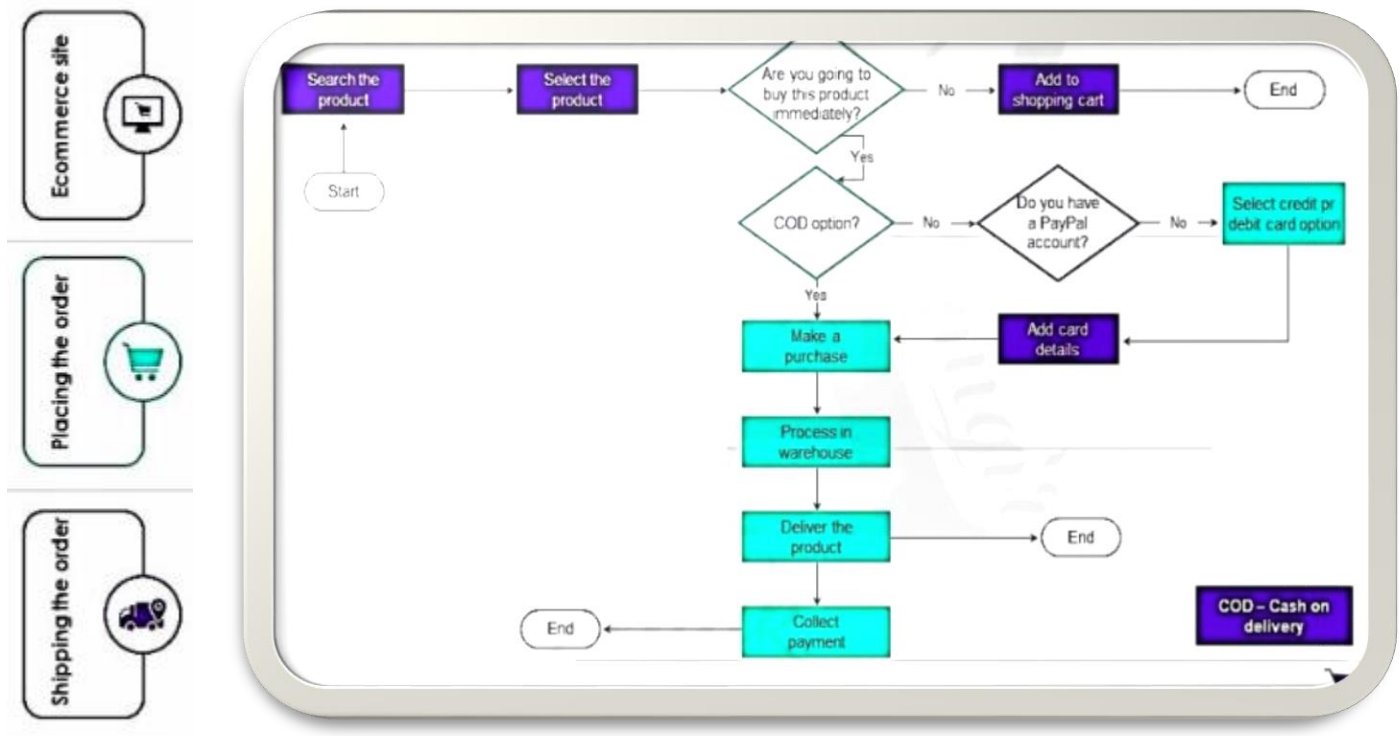 Ecommerce site
Placing the order
Shipping the order
Search the
product
Select the
product
Are you going to
buy this product
immediately?
No
Add to
shopping cart
End
Start
Yes
COD option?
No
Do you have
a PayPal
account?
No
Select credit pr
debit card option
Yes
Make a
purchase
Add card
details
Process in
warehouse
Deliver the
product
End
COD – Cash on
delivery
Collect
payment
End